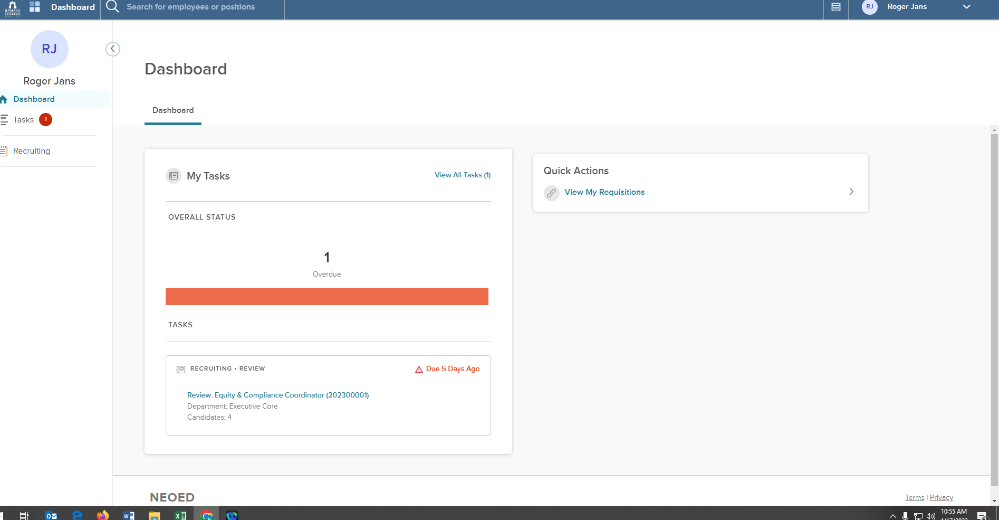 RAMAPO
COLLEGE
Dashboard
Search for employees or positions
RJ
Roger Jans
RJ
Roger Jans
Dashboard
Tasks 1
Recruiting
Dashboard
Dashboard
My Tasks
View All Tasks (1)
OVERALL STATUS
1
Overdue
TASKS
RECRUITING • REVIEW
Due 5 Days Ago
Review: Equity & Compliance Coordinator (202300001)
Department: Executive Core
Candidates: 4
Quick Actions
View My Requisitions
NEOED
Terms | Privacy
10:55 AM